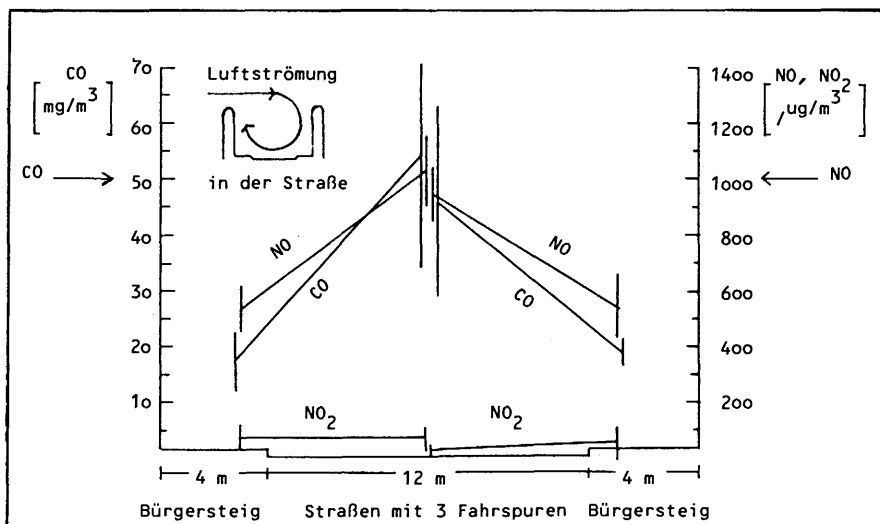 CO
mg/m³
CO
7o
6o
5o
4o
3o
2o
1o
Luftströmung
in der Straße
NO
CO
NO
CO
NO₂
NO₂
14oo
12oo
1ooo
8oo
6oo
4oo
2oo
NO, NO₂
/ug/m³
NO
4 m
12 m
4 m
Bürgersteig Straßen mit 3 Fahrspuren Bürgersteig